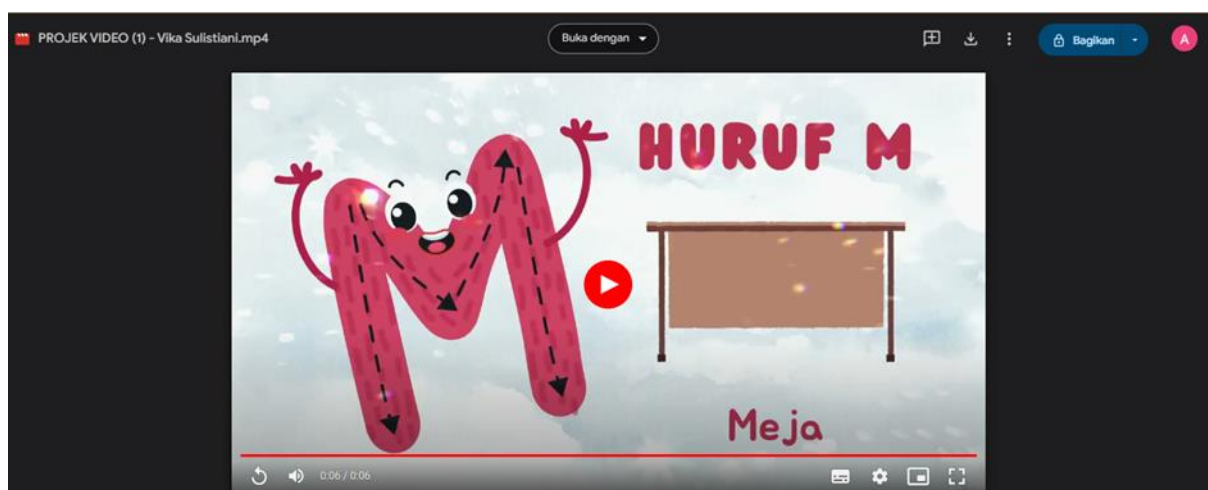 PROJEK VIDEO (1) - Vika Sulistiani.mp4
Buka dengan
Bagikan
A
HURUF M
M
Meja
0:06 / 0:06